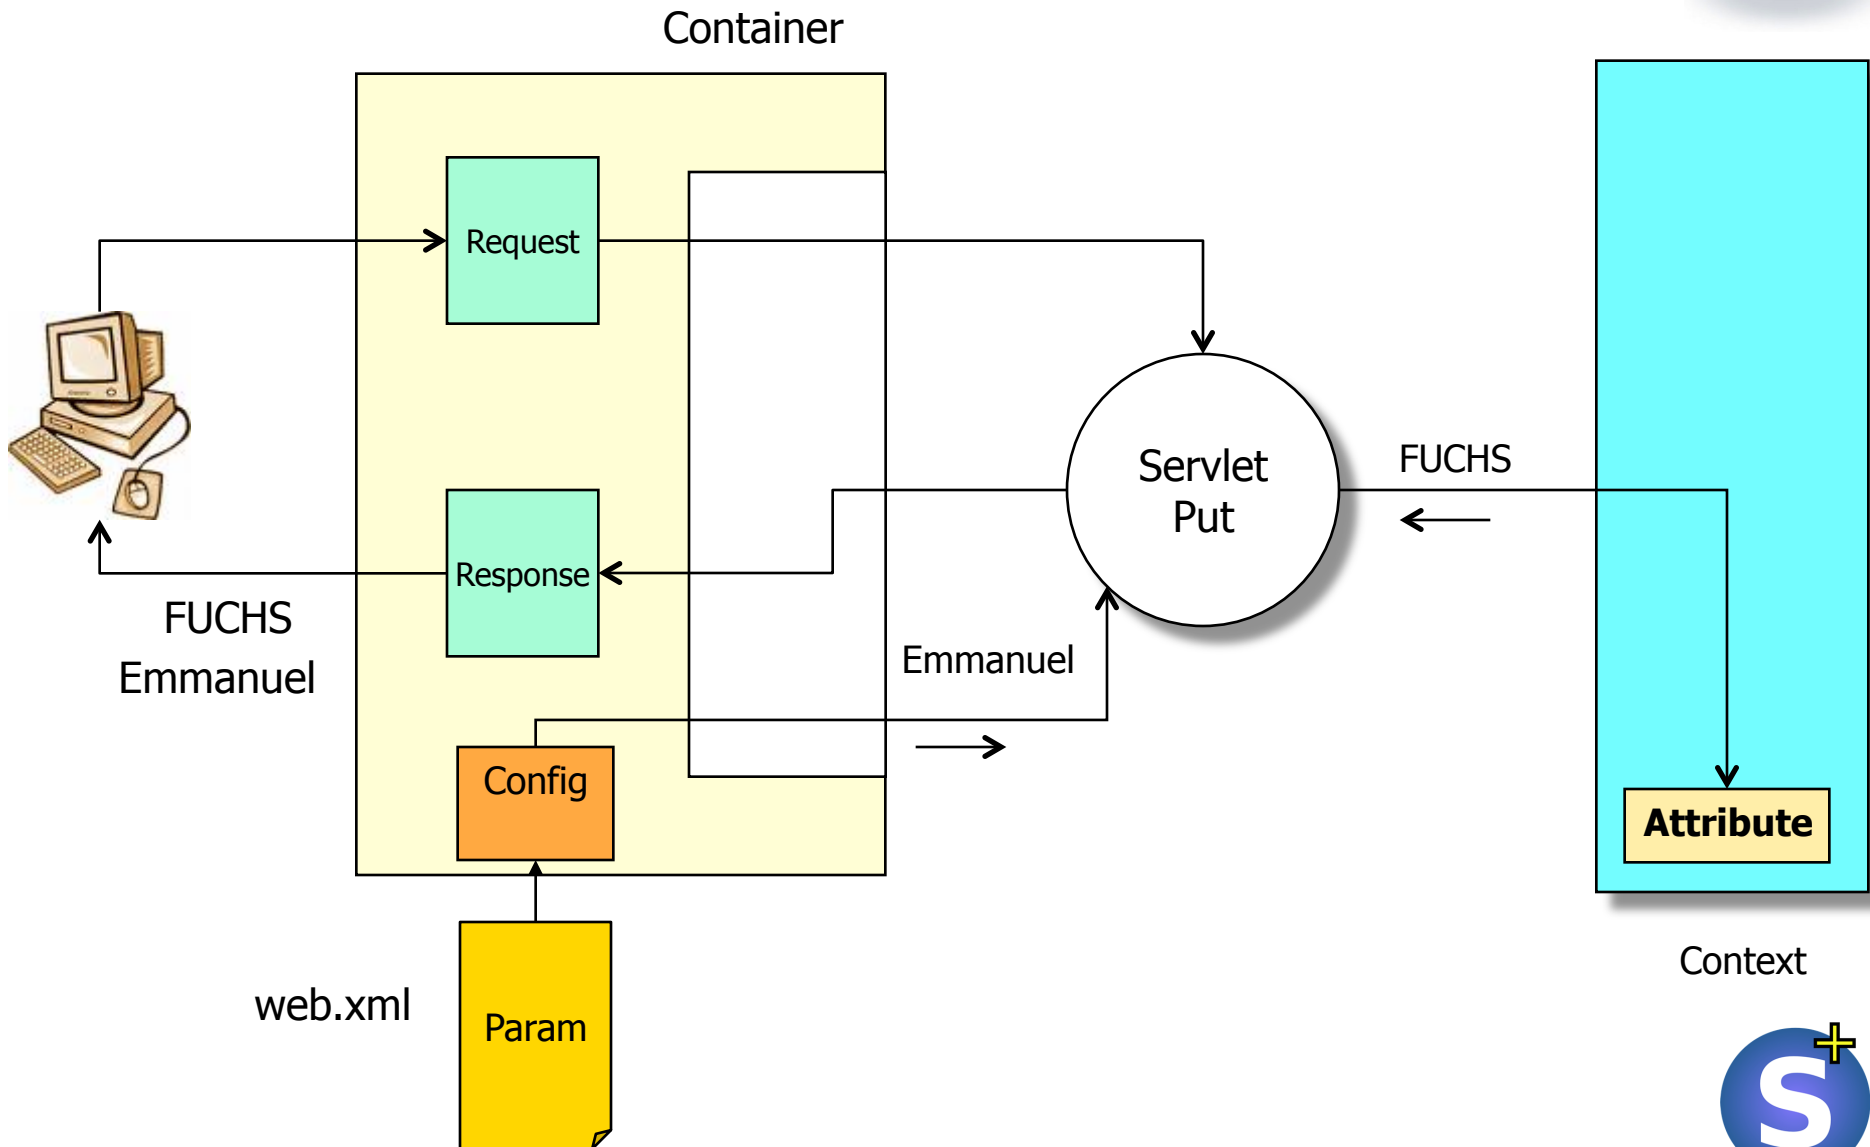 Container
Request
Servlet
Put
FUCHS
Response
FUCHS
Emmanuel
Emmanuel
Config
Attribute
Context
web.xml
Param
S+